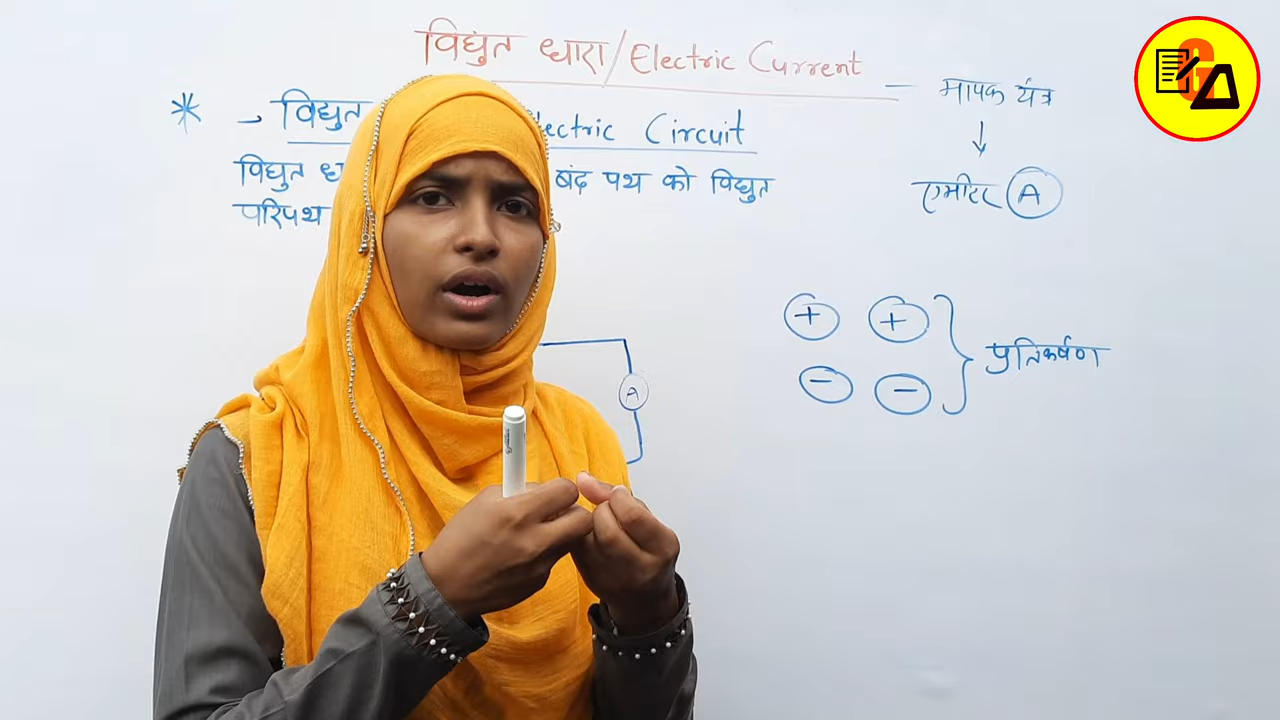 विद्युत धारा/Electric Current — मापक यंत्र
↓
एमीटर (A)
* → विद्युत lectric Circuit
विद्युत बंद पथ को विद्युत
परिपथ
+ +
- -
प्रतिकर्षण
A